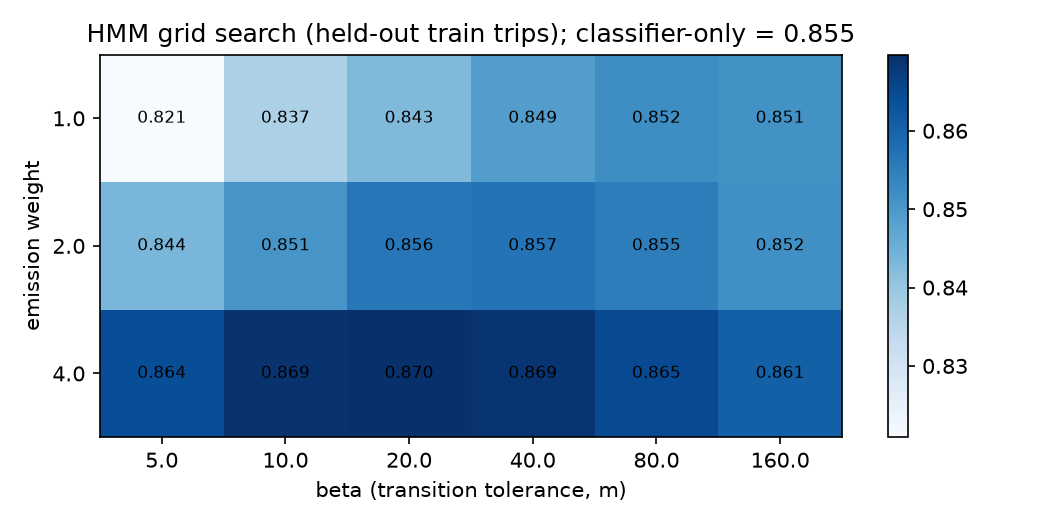 HMM grid search (held-out train trips); classifier-only = 0.855
emission weight
1.0 0.821 0.837 0.843 0.849 0.852 0.851
2.0 0.844 0.851 0.856 0.857 0.855 0.852
4.0 0.864 0.869 0.870 0.869 0.865 0.861
5.0 10.0 20.0 40.0 80.0 160.0
beta (transition tolerance, m)
0.86
0.85
0.84
0.83